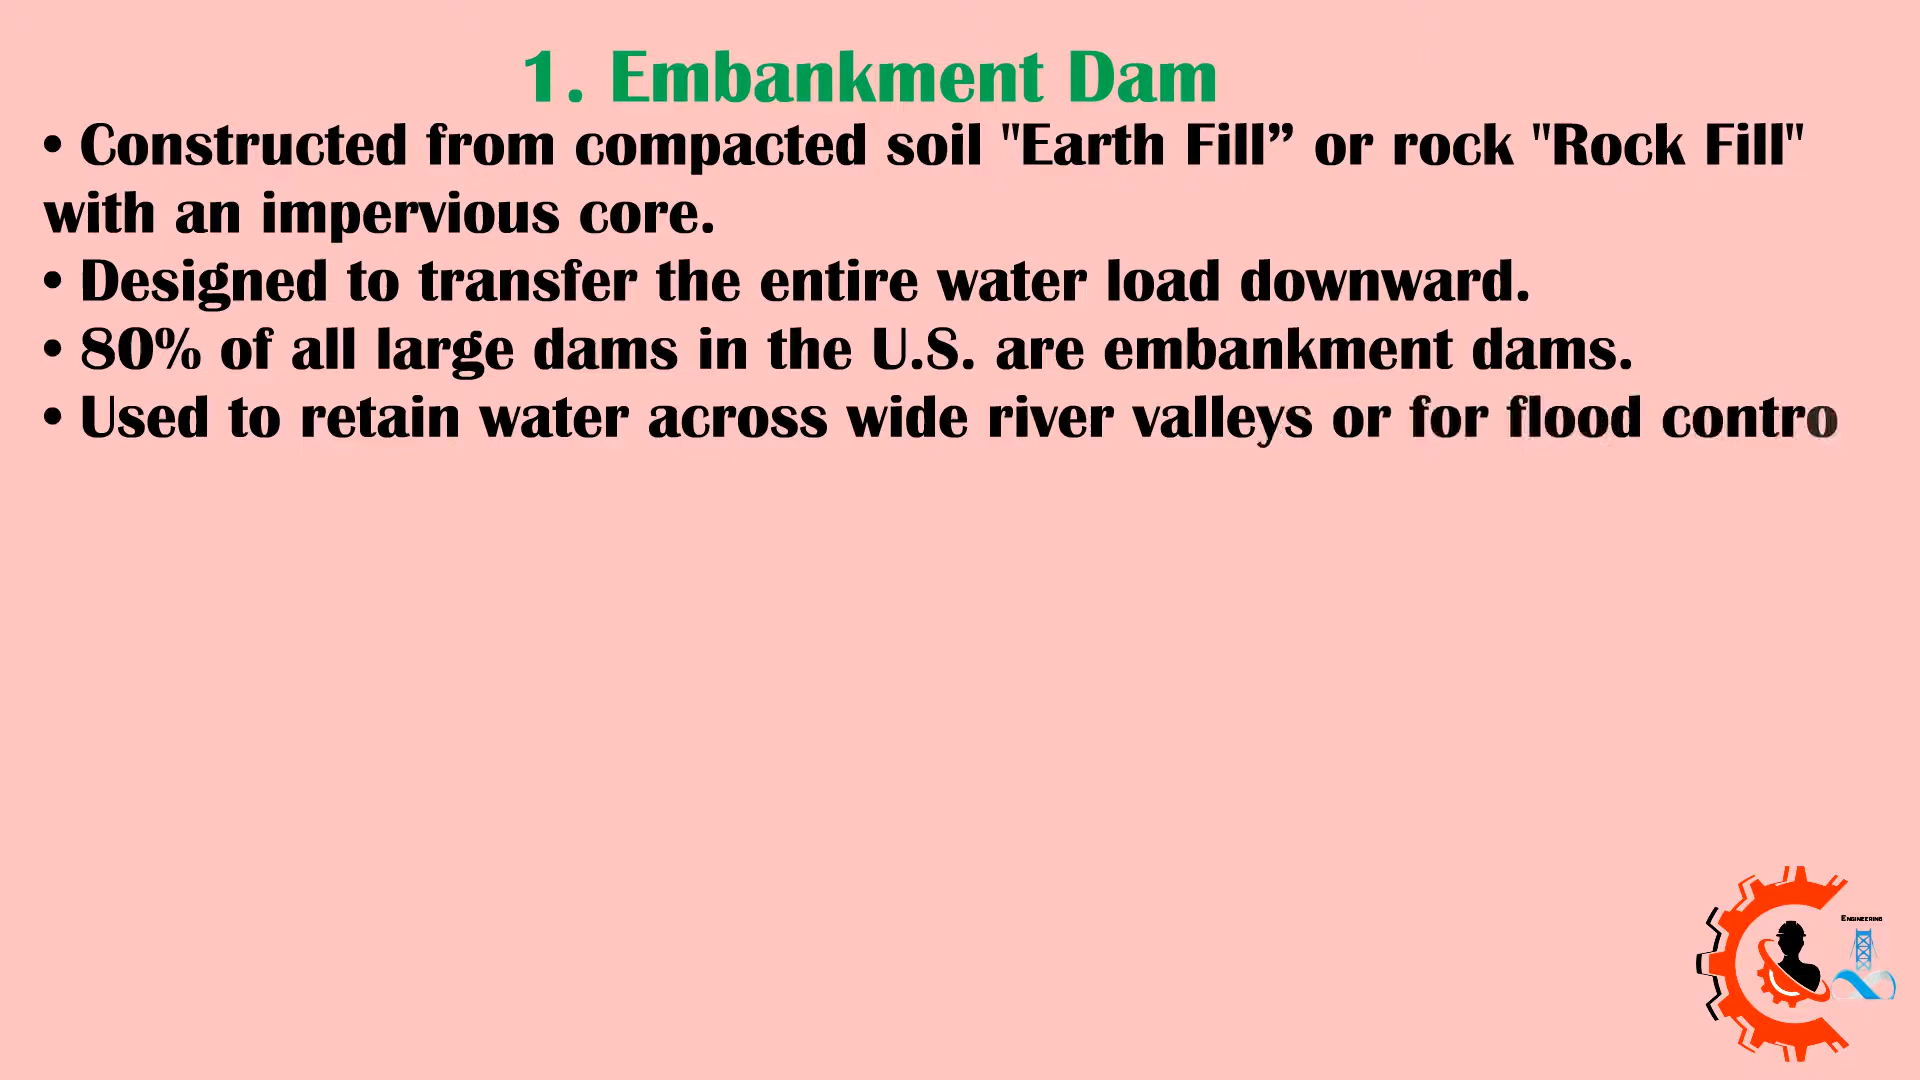 1. Embankment Dam
• Constructed from compacted soil "Earth Fill” or rock "Rock Fill"
with an impervious core.
• Designed to transfer the entire water load downward.
• 80% of all large dams in the U.S. are embankment dams.
• Used to retain water across wide river valleys or for flood contro
Engineering